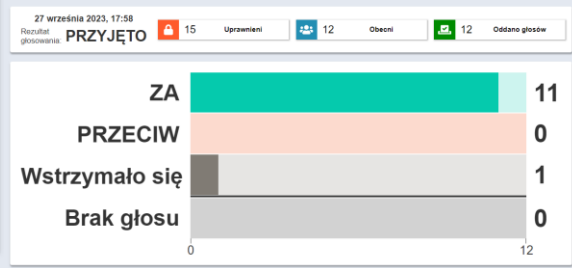 27 września 2023, 17:58
Rezultat głosowania: PRZYJĘTO
15 Uprawnieni
12 Obecni
12 Oddano głosów
ZA 11
PRZECIW 0
Wstrzymało się 1
Brak głosu 0
0 12